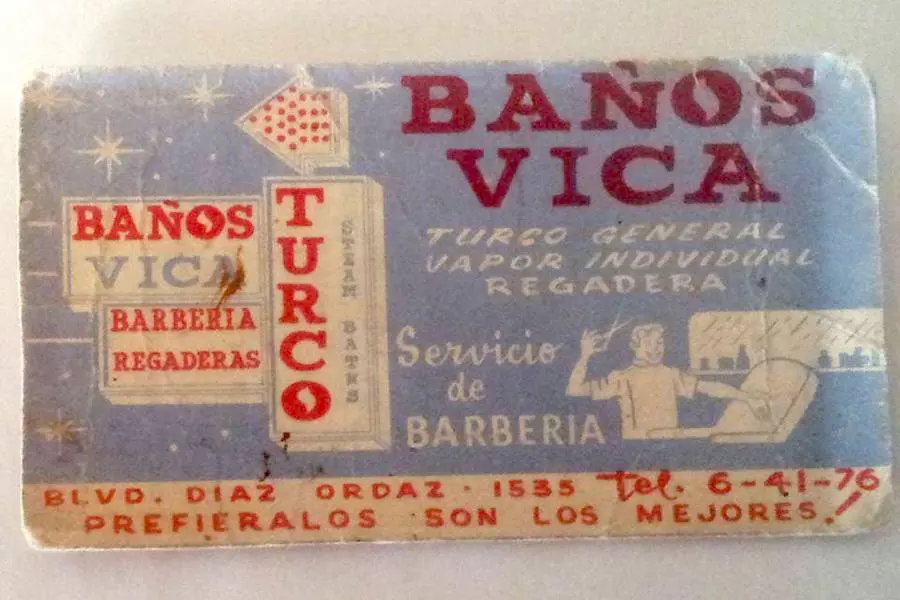 BAÑOS
VICA
TURCO GENERAL
VAPOR INDIVIDUAL
REGADERA
Servicio
de
BARBERIA
BAÑOS
VICA
BARBERIA
REGADERAS
TURCO
STEAM BATHS
BLVD. DIAZ ORDAZ · 1535 tel. 6-41-76
PREFIERALOS SON LOS MEJORES!